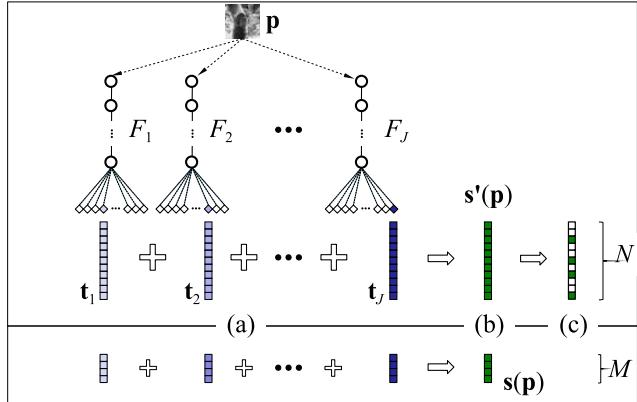 p
F1 F2 ••• FJ
s'(p)
N
t1 t2 ••• tJ
(a) (b) (c)
••• M
s(p)